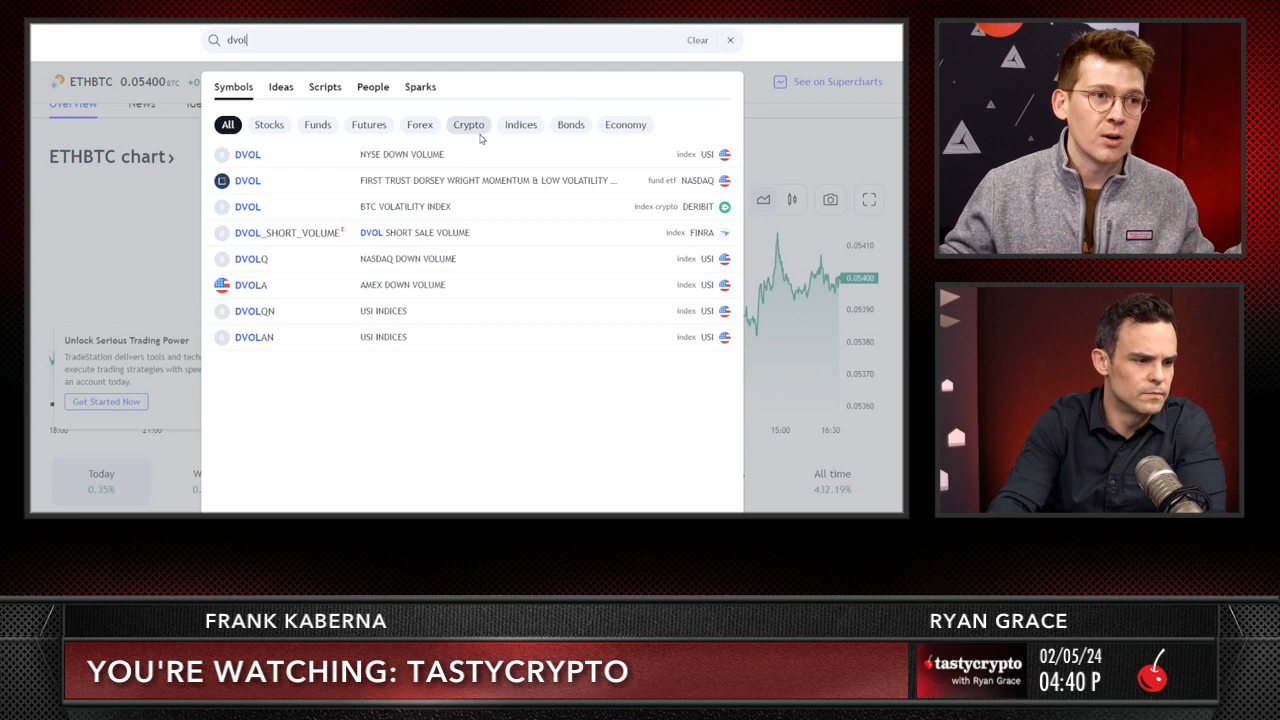 dvol
Clear
ETHBTC 0.05400 BTC
See on Supercharts
Overview News
Symbols Ideas Scripts People Sparks
All Stocks Funds Futures Forex Crypto Indices Bonds Economy
ETHBTC chart
DVOL NYSE DOWN VOLUME index USI
DVOL FIRST TRUST DORSEY WRIGHT MOMENTUM & LOW VOLATILITY ... fund etf NASDAQ
DVOL BTC VOLATILITY INDEX index crypto DERIBIT
DVOL_SHORT_VOLUME E DVOL SHORT SALE VOLUME index FINRA
DVOLQ NASDAQ DOWN VOLUME index USI
DVOLA AMEX DOWN VOLUME index USI
DVOLQN USI INDICES index USI
DVOLAN USI INDICES index USI
0.05410
0.05400
0.05390
0.05380
0.05370
0.05360
Unlock Serious Trading Power
TradeStation delivers tools and tech
execute trading strategies with spee
an account today.
Get Started Now
18:00 21:00 15:00 16:30
Today All time
0.35% 0. 432.19%
FRANK KABERNA RYAN GRACE
YOU'RE WATCHING: TASTYCRYPTO
tastycrypto
with Ryan Grace
02/05/24
04:40 P